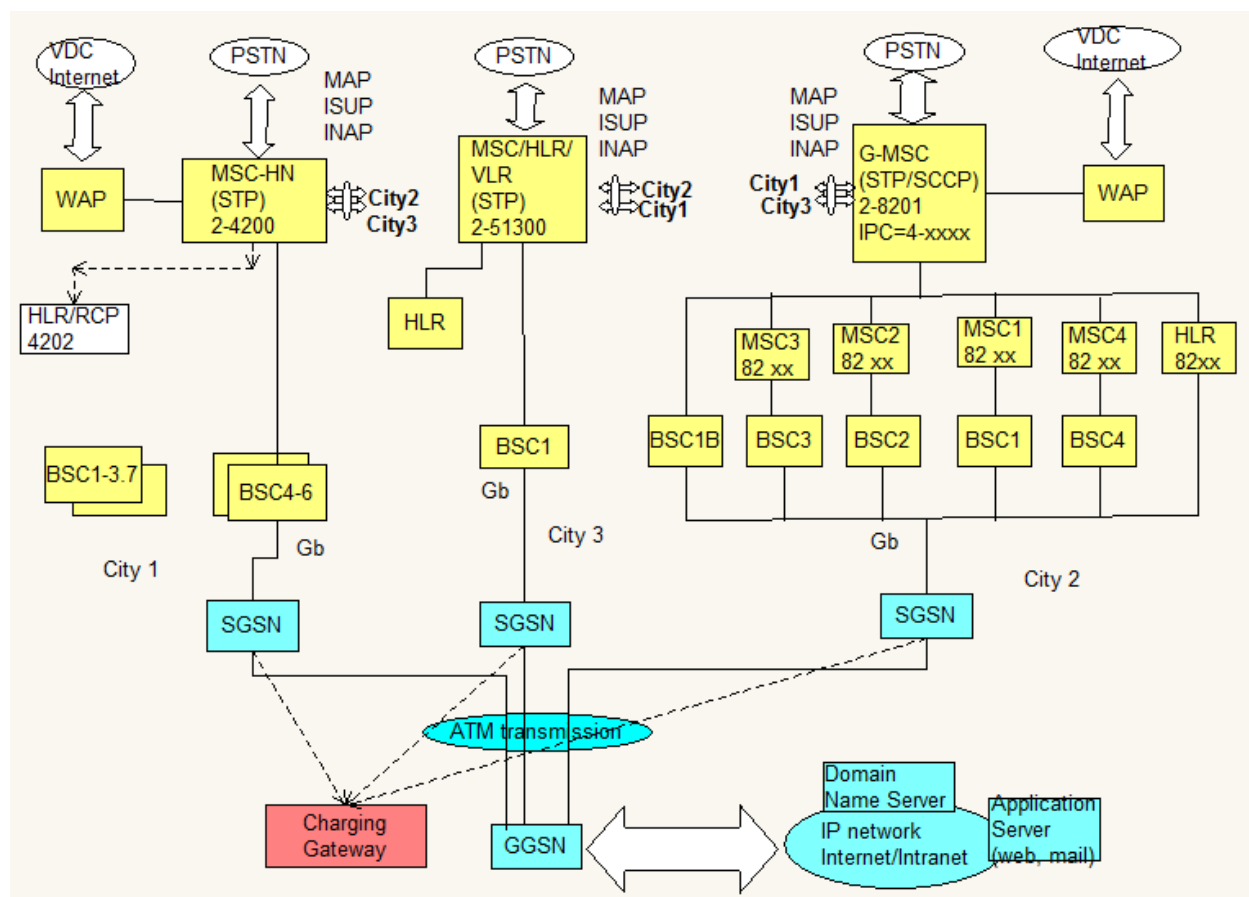 VDC
Internet
PSTN
MAP
ISUP
INAP
PSTN
MAP
ISUP
INAP
MAP
ISUP
INAP
PSTN
VDC
Internet
WAP
MSC-HN
(STP)
2-4200
City2
City3
MSC/HLR/
VLR
(STP)
2-51300
City2
City1
City1
City3
G-MSC
(STP/SCCP)
2-8201
IPC=4-xxxx
WAP
HLR/RCP
4202
HLR
MSC3
82 xx
MSC2
82 xx
MSC1
82 xx
MSC4
82 xx
HLR
82xx
BSC1-3.7
BSC4-6
BSC1
BSC1B
BSC3
BSC2
BSC1
BSC4
Gb
Gb
Gb
City 1
City 3
City 2
SGSN
SGSN
SGSN
ATM transmission
Charging
Gateway
GGSN
Domain
Name Server
IP network
Internet/Intranet
Application
Server
(web, mail)